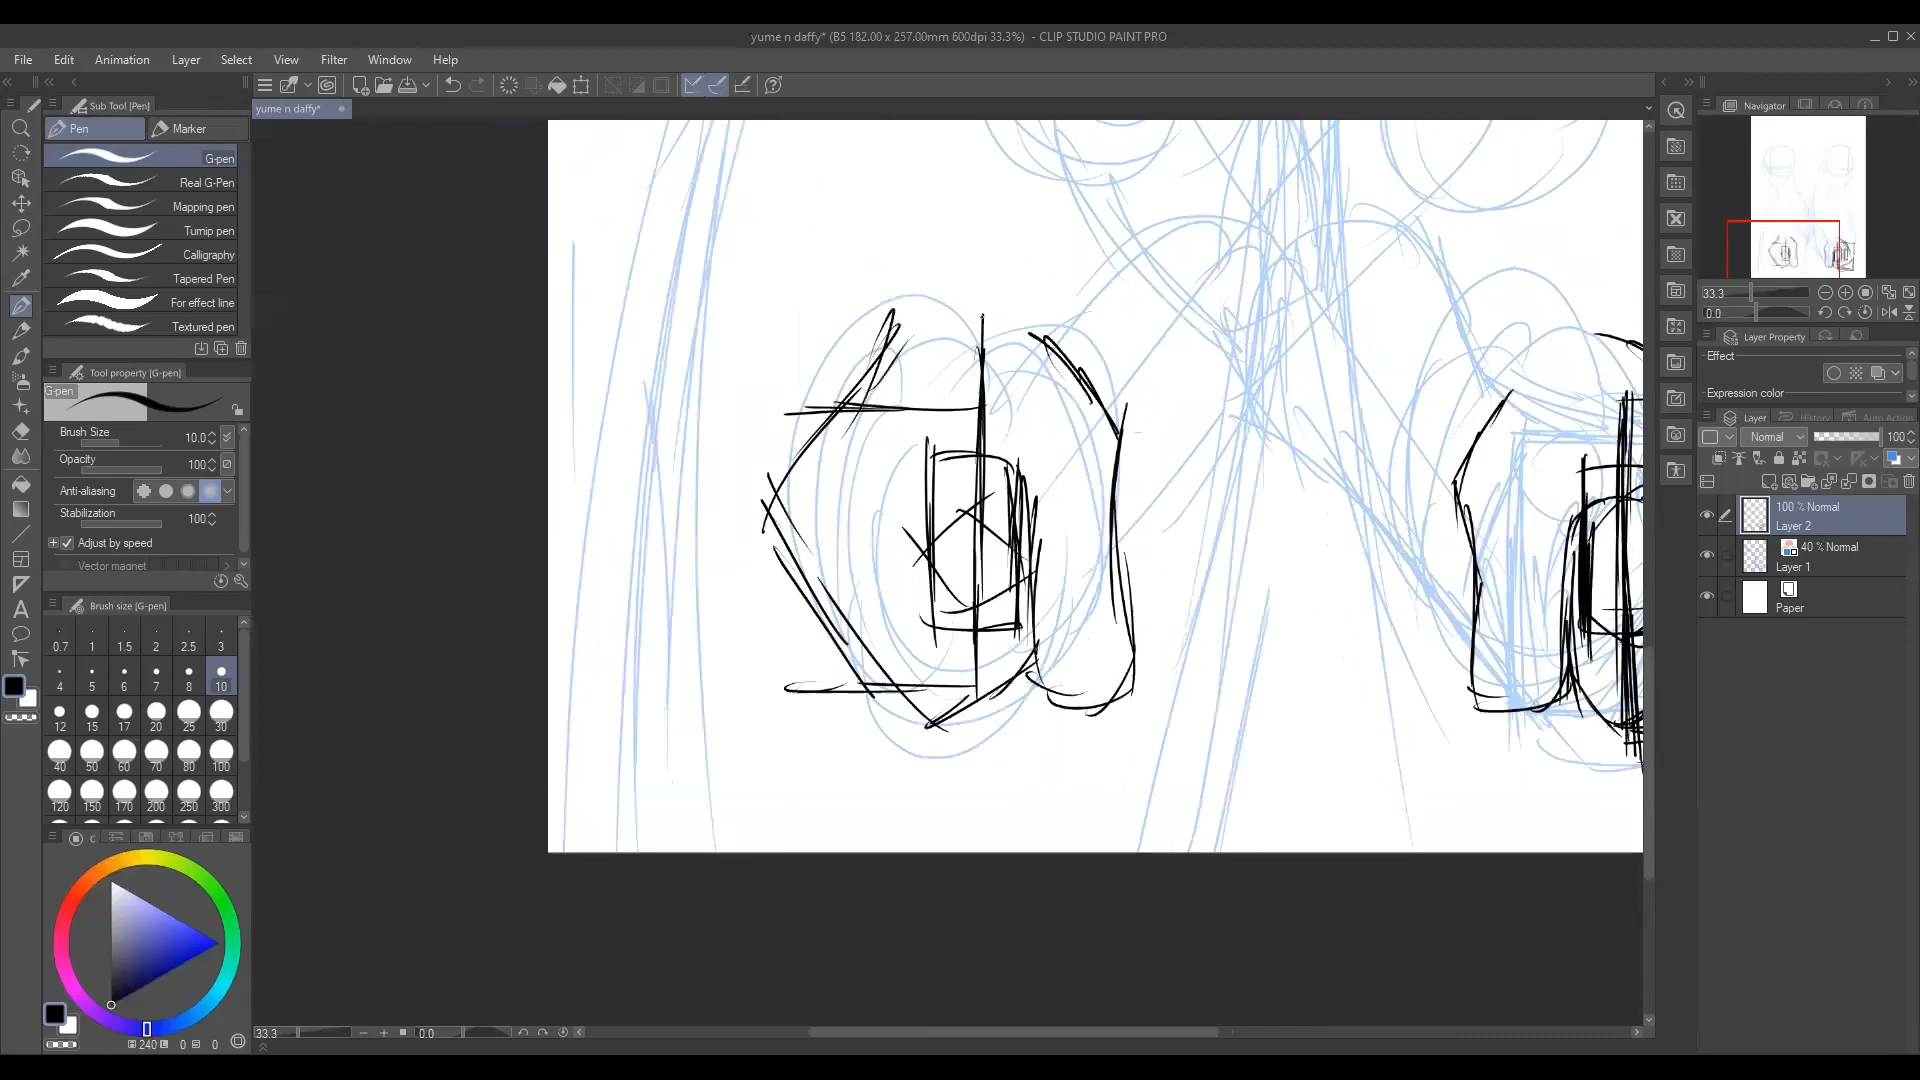 yume n daffy* (B5 182.00 x 257.00mm 600dpi 33.3%) - CLIP STUDIO PAINT PRO
File Edit Animation Layer Select View Filter Window Help
Sub Tool [Pen]
yume n daffy*
Navigator
Pen Marker
G-pen
Real G-Pen
Mapping pen
Turnip pen
Calligraphy
Tapered Pen
For effect line
Textured pen
Tool property [G-pen]
G-pen
Brush Size 10.0
Opacity 100
Anti-aliasing
Stabilization 100
Adjust by speed
Vector magnet
Brush size [G-pen]
0.7 1 1.5 2 2.5 3
4 5 6 7 8 10
12 15 17 20 25 30
40 50 60 70 80 100
120 150 170 200 250 300
240 0 0
33.3 0.0
33.3
0.0
Layer Property
Effect
Expression color
Layer History Auto Action
Normal 100
100 % Normal
Layer 2
40 % Normal
Layer 1
Paper